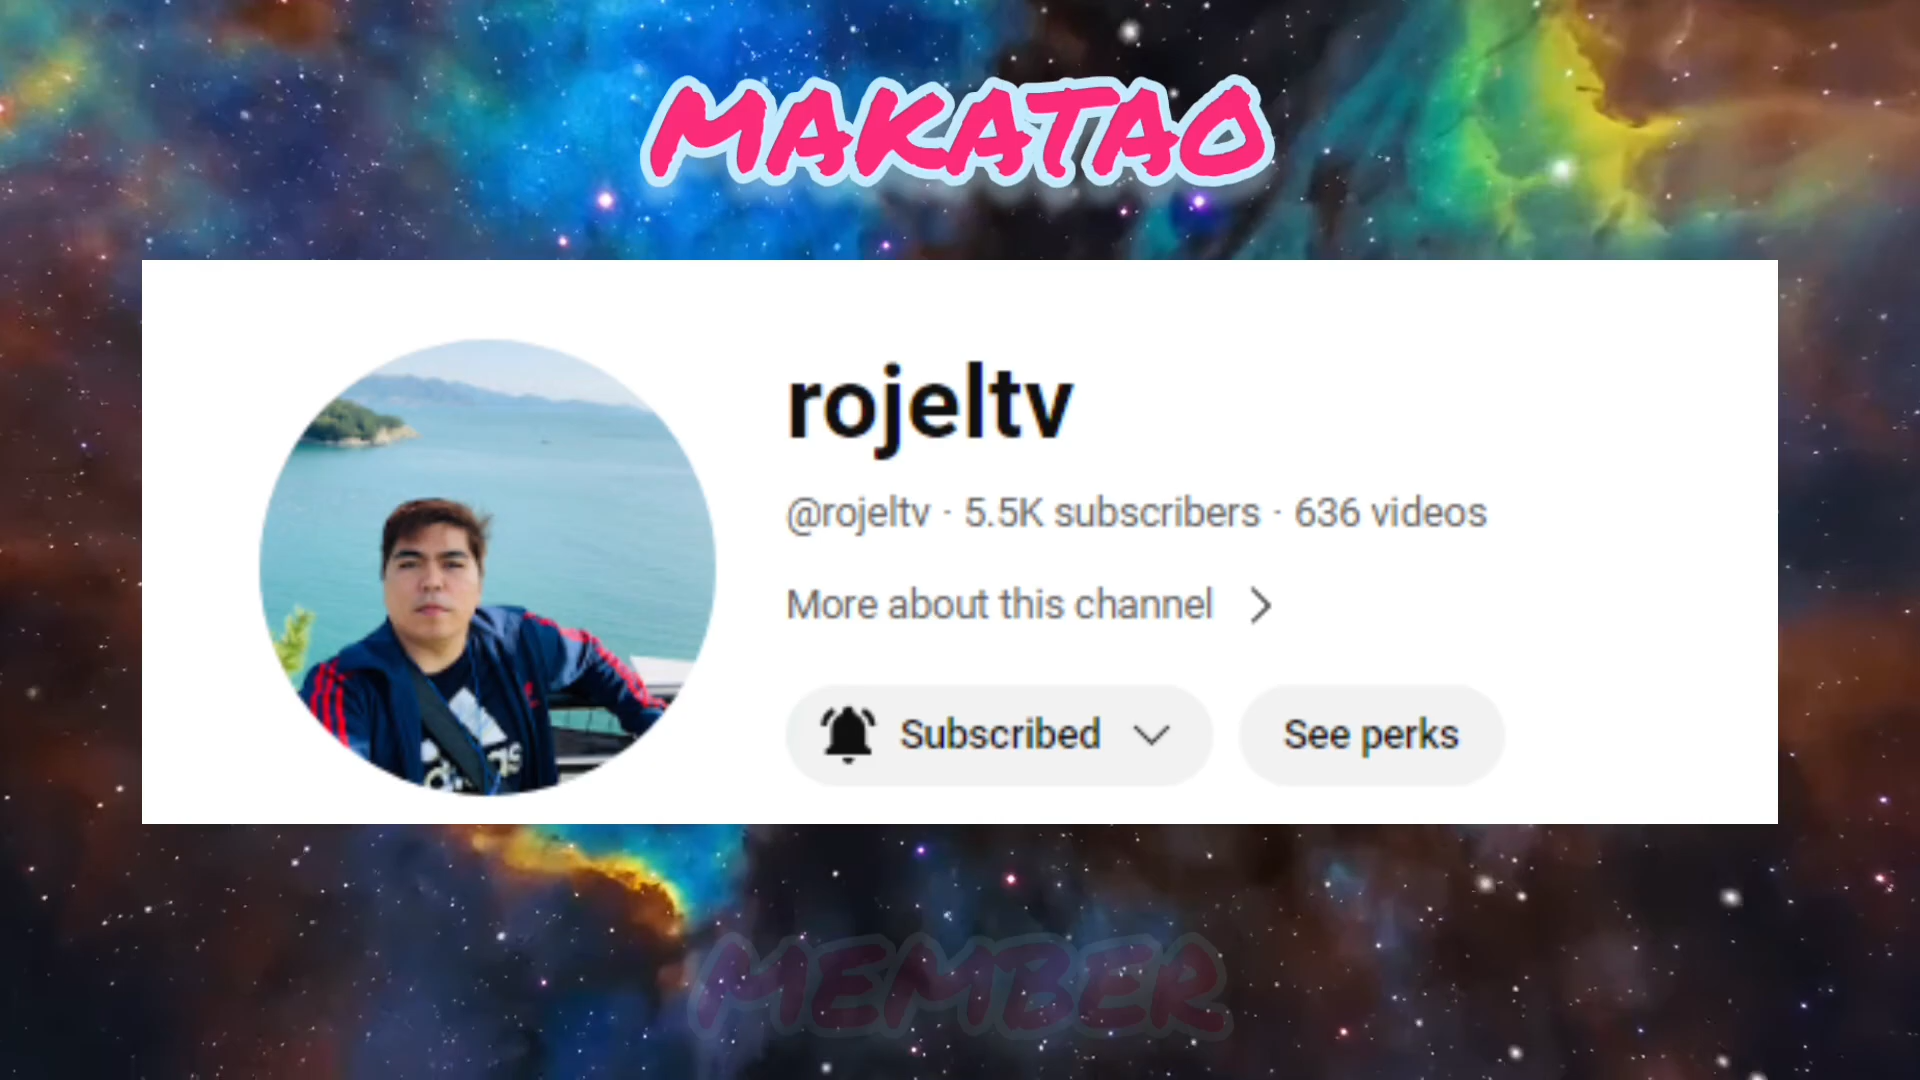 MAKATAO
rojeltv
@rojeltv · 5.5K subscribers · 636 videos
More about this channel
Subscribed
See perks
MEMBER